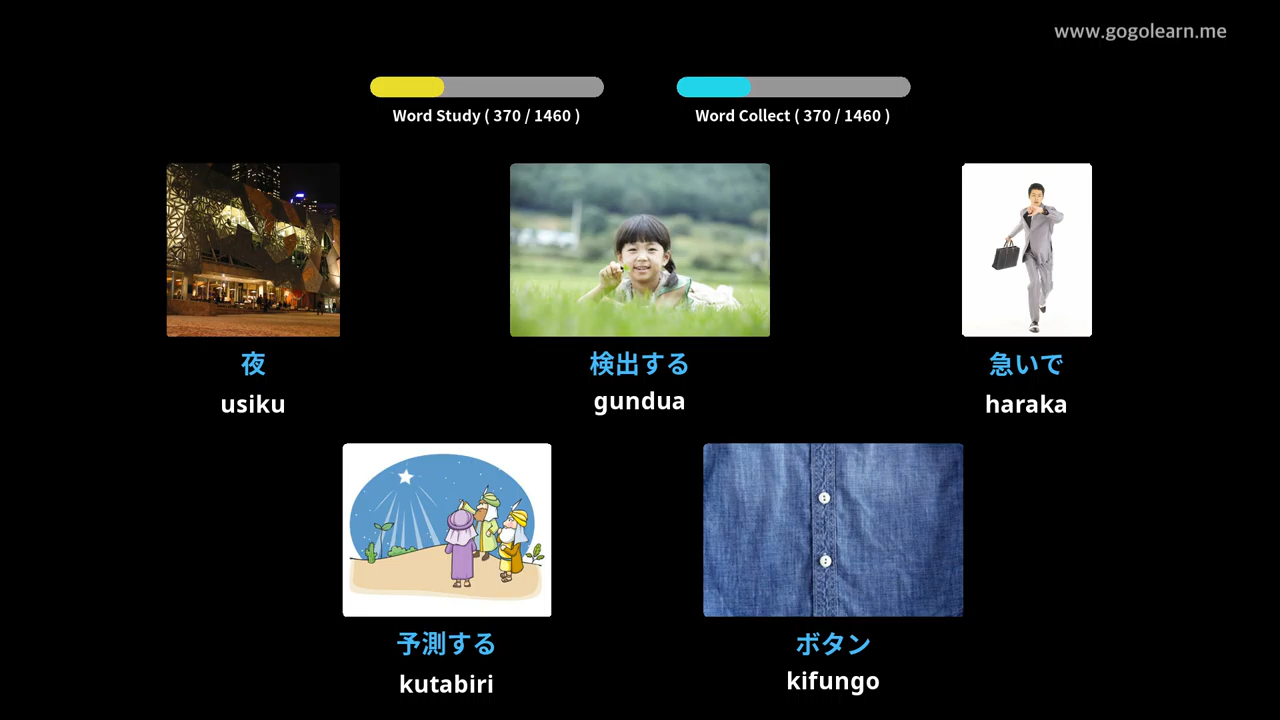 www.gogolearn.me
Word Study ( 370 / 1460 )
Word Collect ( 370 / 1460 )
夜
usiku
検出する
gundua
急いで
haraka
予測する
kutabiri
ボタン
kifungo